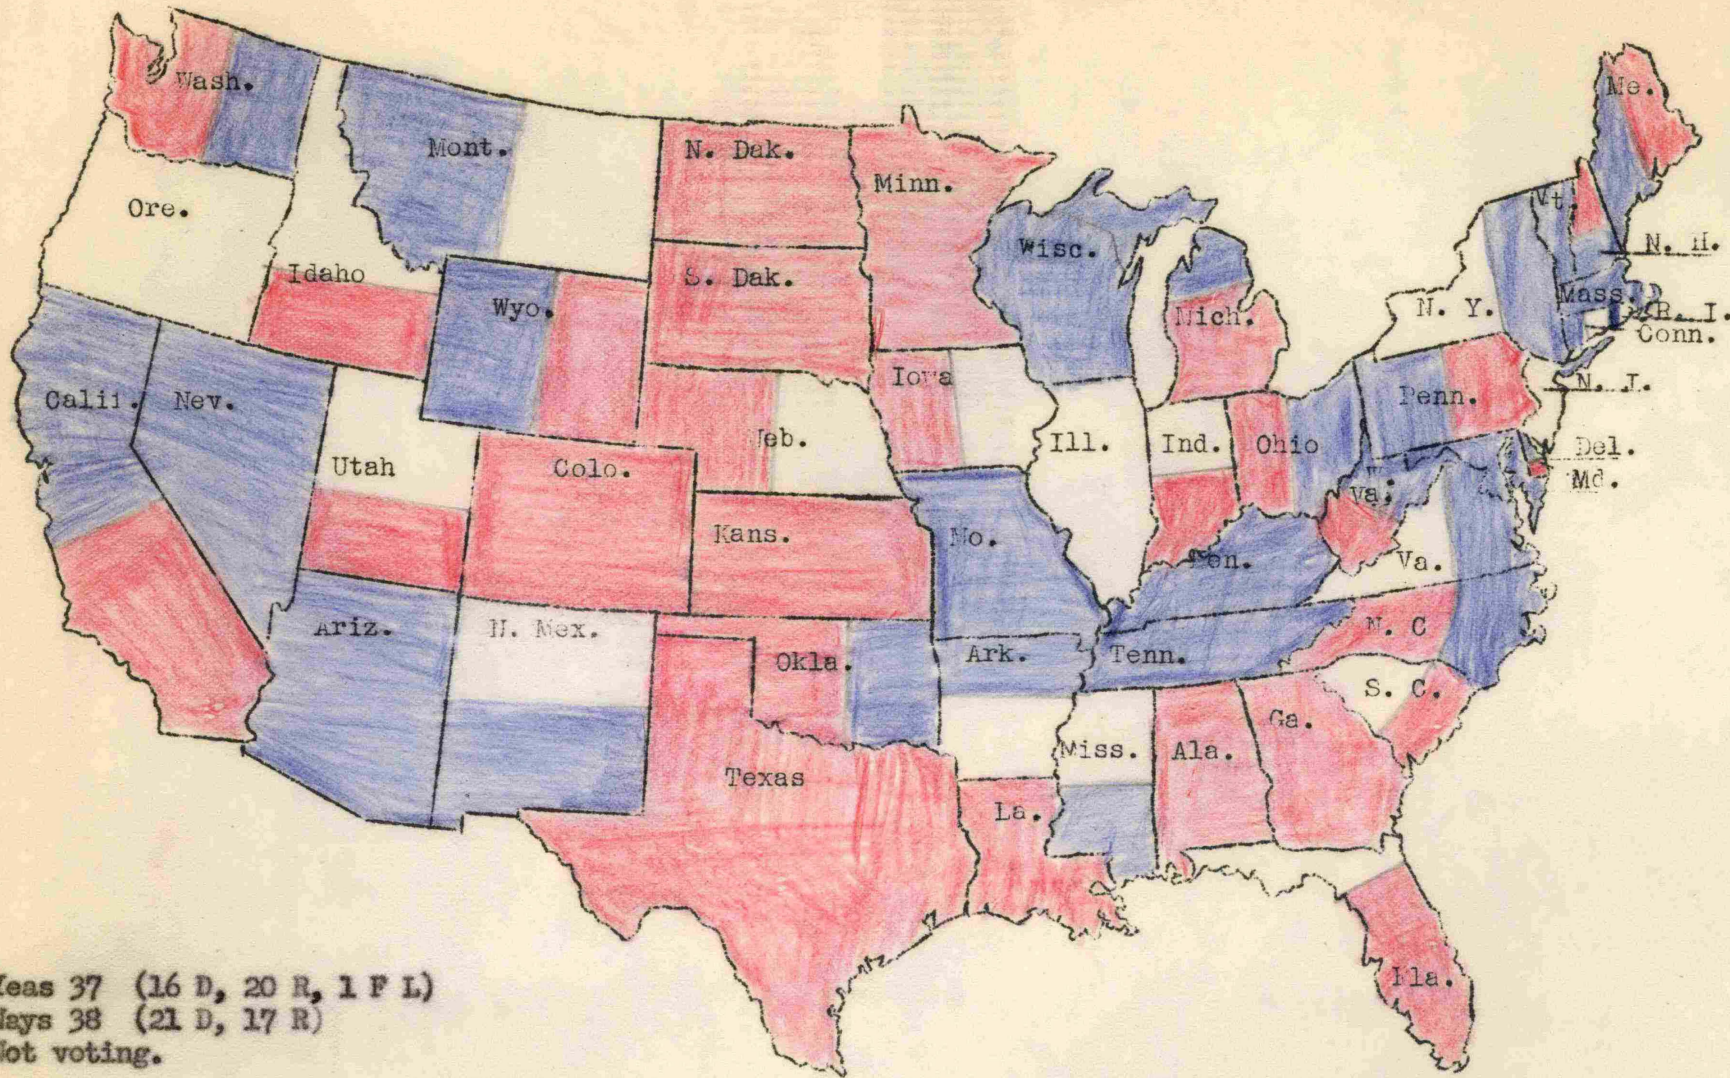 Me.
Wash.
Mont.
N. Dak.
Minn.
Ore.
Vt.
N. H.
Wisc.
Idaho
S. Dak.
Wyo.
N. Y.
Mass.
R. I.
Conn.
Mich.
Iowa
Calif.
Nev.
Penn.
N. J.
Neb.
Ill.
Ind.
Ohio
Del.
Md.
Utah
Colo.
W.
Va.
Kans.
Mo.
Ken.
Va.
Ariz.
N. Mex.
N. C
Okla.
Ark.
Tenn.
S. C.
Ga.
Miss.
Ala.
Texas
La.
Fla.
Yeas 37 (16 D, 20 R, 1 F L)
Nays 38 (21 D, 17 R)
Not voting.